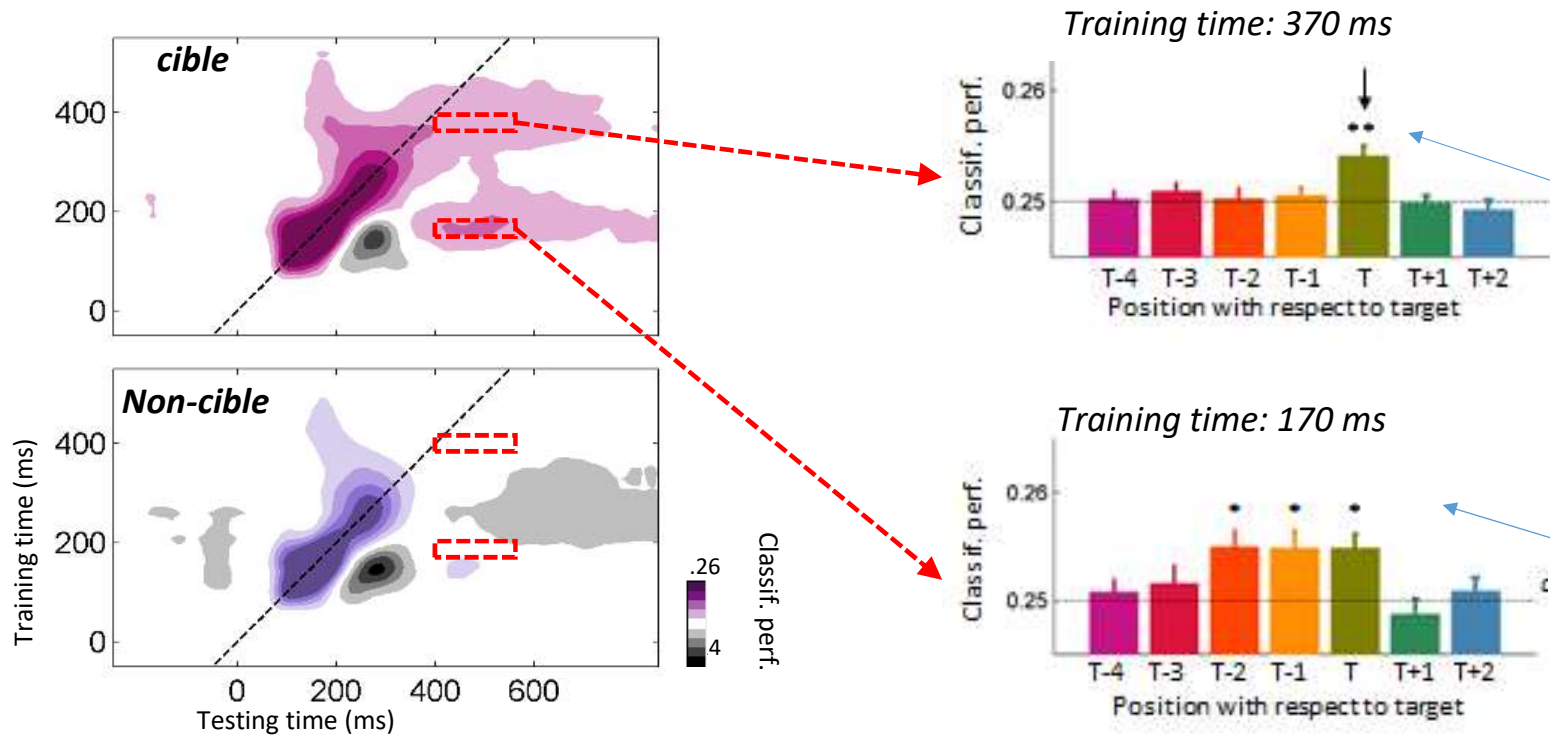 cible
400
200
0
Non-cible
400
200
0
Training time (ms)
0
200
400
600
Testing time (ms)
.26
4
Classif. perf.
Training time: 370 ms
0.26
0.25
Classif. perf.
T-4 T-3 T-2 T-1 T T+1 T+2
Position with respect to target
Training time: 170 ms
0.26
0.25
Classif. perf.
T-4 T-3 T-2 T-1 T T+1 T+2
Position with respect to target